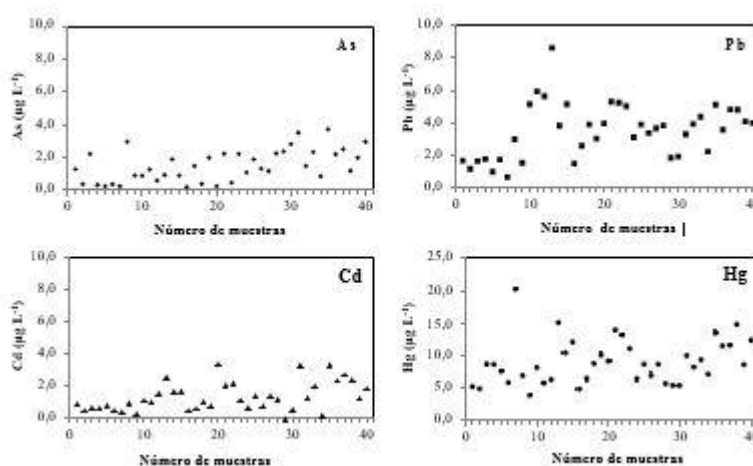 10,0
8,0
6,0
4,0
2,0
0,0
As (µg L⁻¹)
As
0 10 20 30 40
Número de muestras
10,0
8,0
6,0
4,0
2,0
0,0
Pb (µg L⁻¹)
Pb
0 10 20 30 40
Número de muestras |
10,0
8,0
6,0
4,0
2,0
0,0
Cd (µg L⁻¹)
Cd
0 10 20 30 40
Número de muestras
25,0
20,0
15,0
10,0
5,0
0,0
Hg (µg L⁻¹)
Hg
0 10 20 30 40
Número de muestras